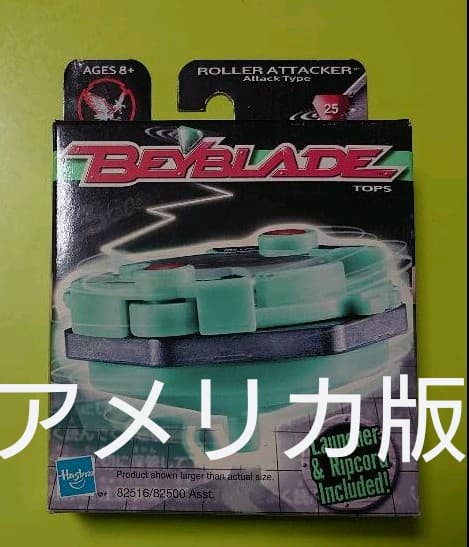 AGES 8+
ROLLER ATTACKER™
Attack Type
25
BEYBLADE
TOPS
アメリカ版
Launcher
& Ripcord
Included!
Hasbro
Product shown larger than actual size.
82516/82500 Asst.